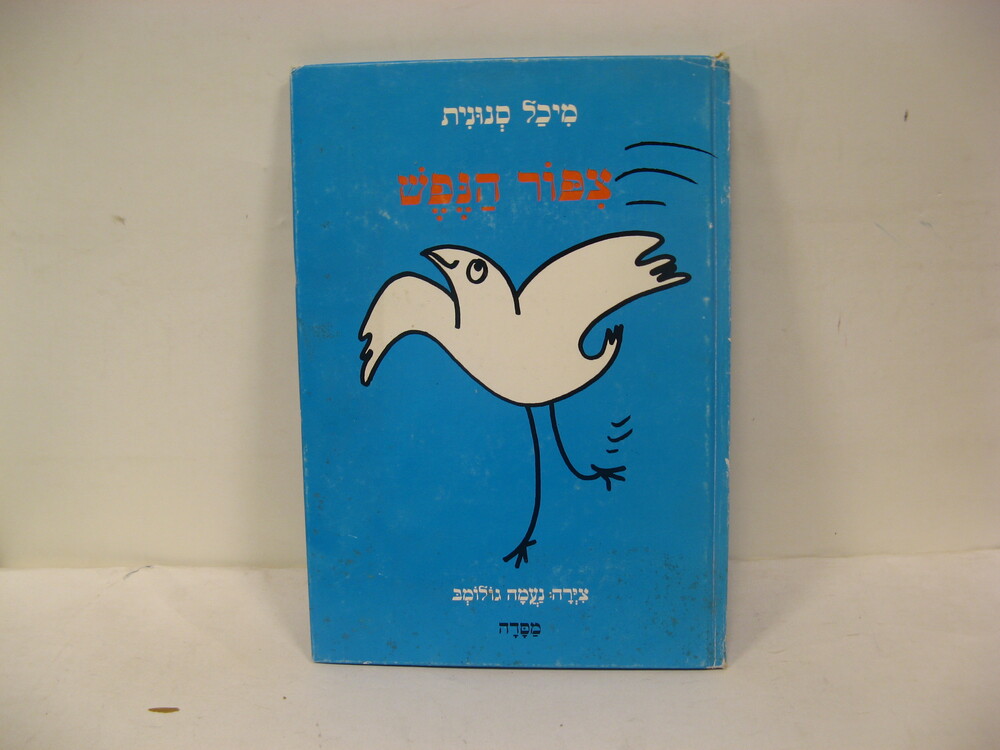 מִיכַל סְנוּנִית
צִפּוֹר הַנֶּפֶשׁ
צִיְּרָה: נַעֲמָה גוֹלוֹמְבּ
מַסָּדָה